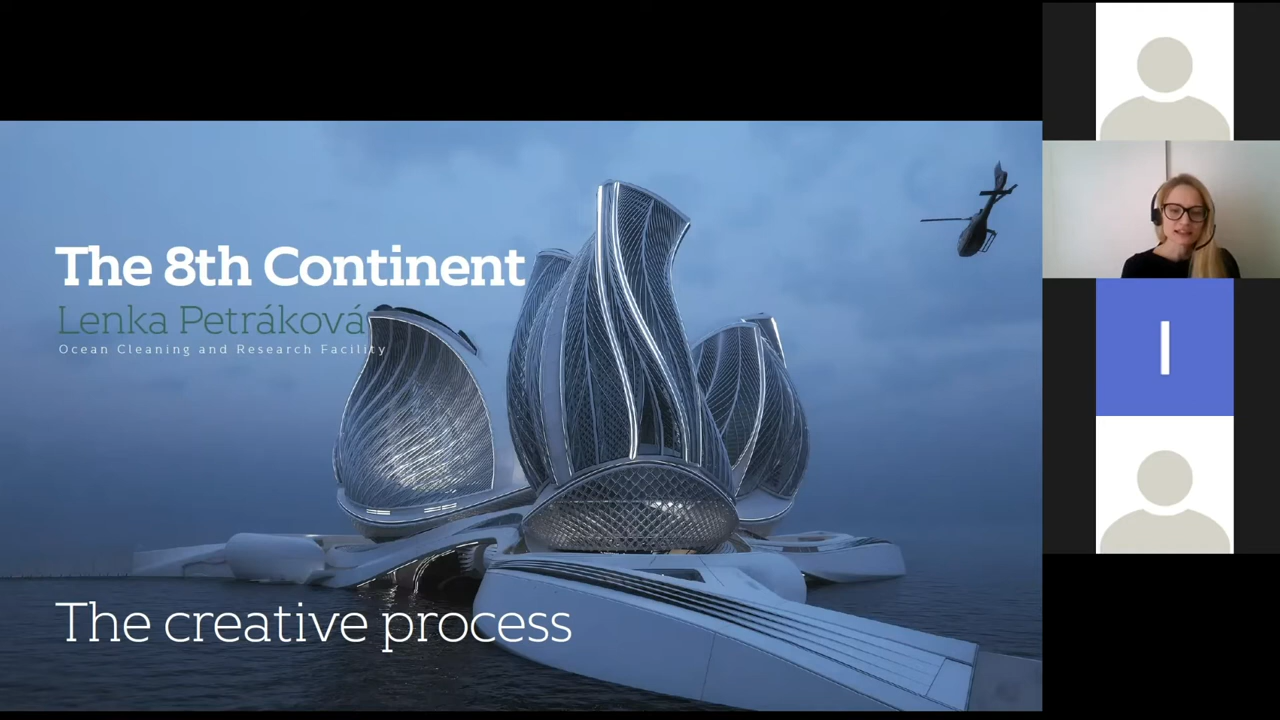 The 8th Continent
Lenka Petráková
Ocean Cleaning and Research Facility
The creative process
I